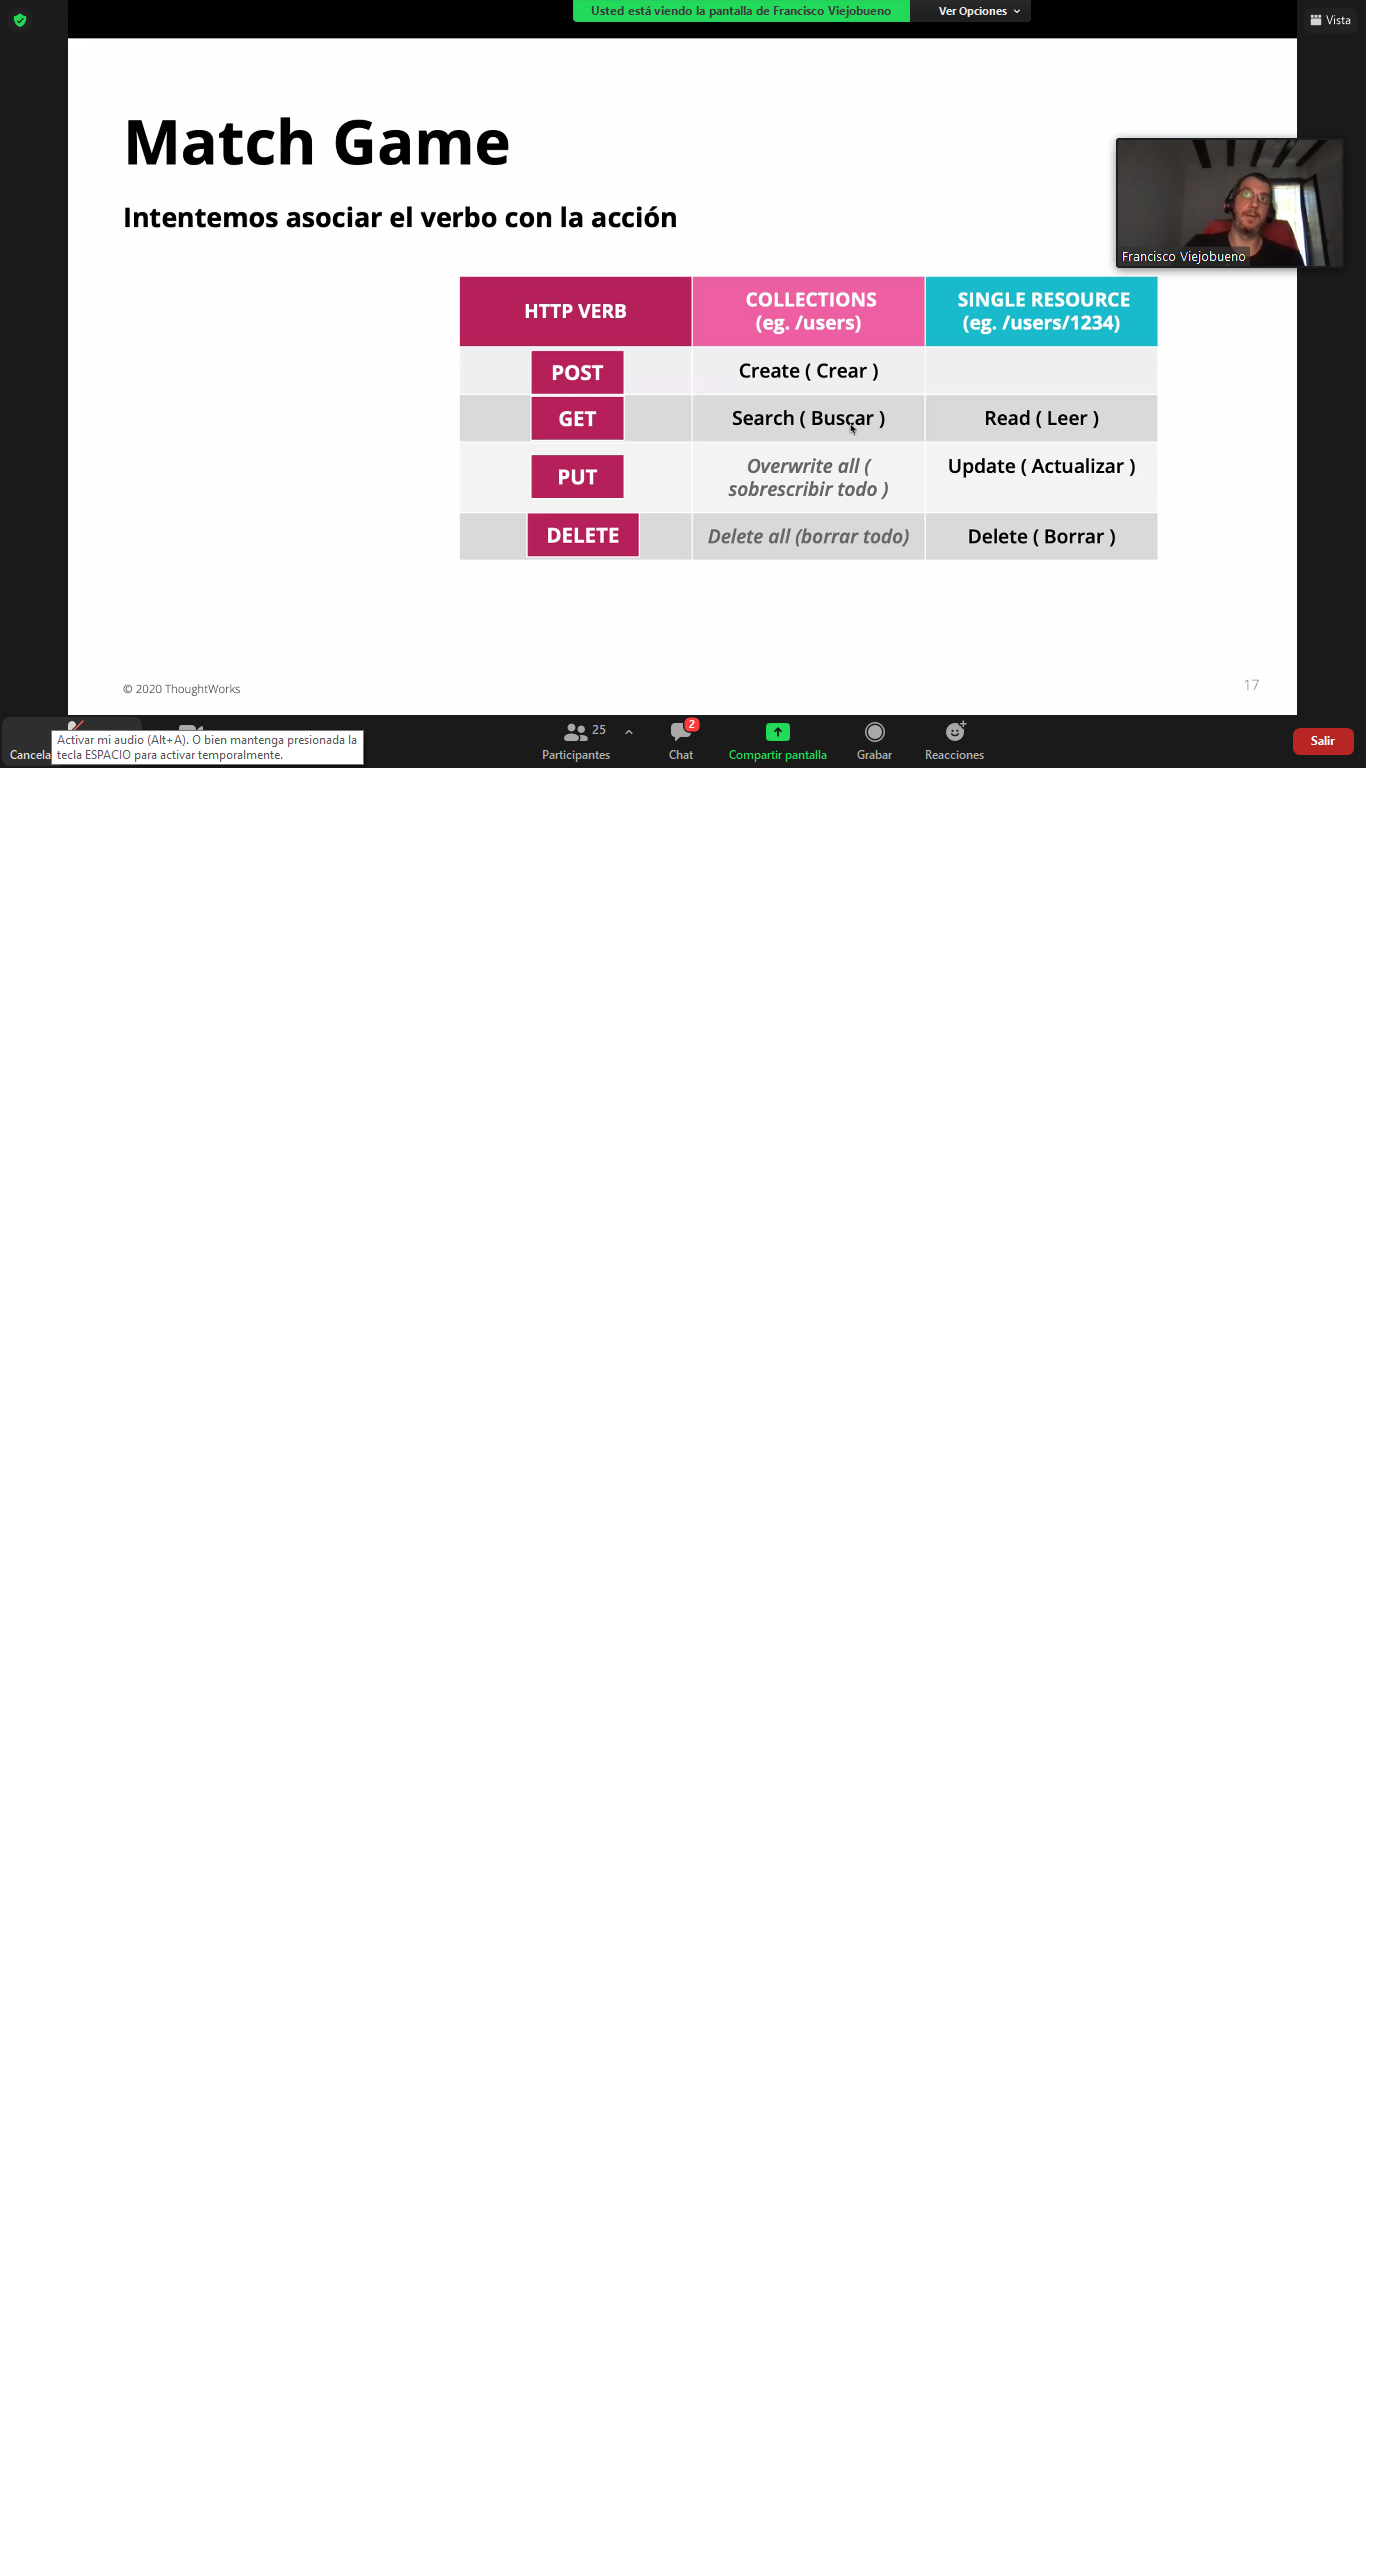 Usted está viendo la pantalla de Francisco Viejobueno
Ver Opciones
Vista
Match Game
Intentemos asociar el verbo con la acción
Francisco Viejobueno
HTTP VERB
COLLECTIONS
(eg. /users)
SINGLE RESOURCE
(eg. /users/1234)
POST
Create ( Crear )
GET
Search ( Buscar )
Read ( Leer )
PUT
Overwrite all (
sobrescribir todo )
Update ( Actualizar )
DELETE
Delete all (borrar todo)
Delete ( Borrar )
© 2020 ThoughtWorks
17
Cancela
Activar mi audio (Alt+A). O bien mantenga presionada la
tecla ESPACIO para activar temporalmente.
25
Participantes
2
Chat
Compartir pantalla
Grabar
Reacciones
Salir